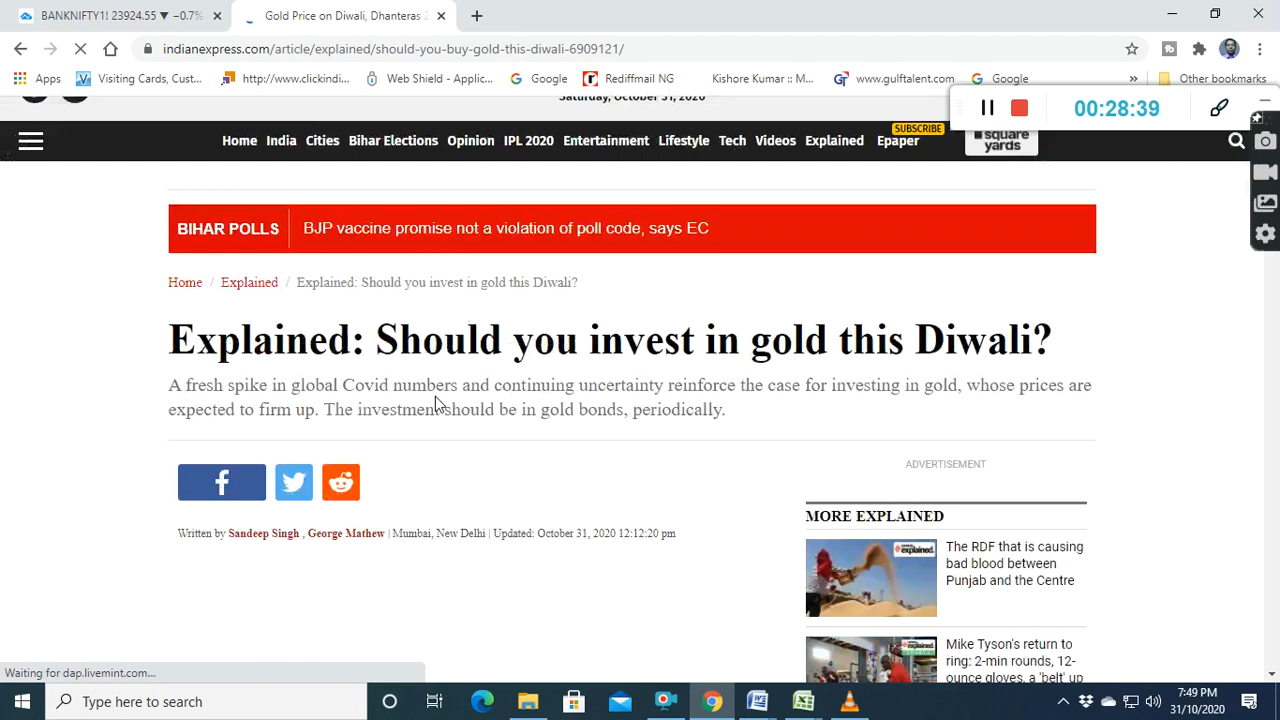 BANKNIFTY1! 23924.55 ▼ −0.7%
Gold Price on Diwali, Dhanteras 2
indianexpress.com/article/explained/should-you-buy-gold-this-diwali-6909121/
Apps
Visiting Cards, Cust...
http://www.clickindi...
Web Shield - Applic...
Google
Rediffmail NG
Kishore Kumar :: M...
www.gulftalent.com
Google
»
Other bookmarks
Saturday, October 31, 2020
00:28:39
SUBSCRIBE
Home India Cities Bihar Elections Opinion IPL 2020 Entertainment Lifestyle Tech Videos Explained Epaper
square
yards
BIHAR POLLS
BJP vaccine promise not a violation of poll code, says EC
Home / Explained / Explained: Should you invest in gold this Diwali?
Explained: Should you invest in gold this Diwali?
A fresh spike in global Covid numbers and continuing uncertainty reinforce the case for investing in gold, whose prices are
expected to firm up. The investment should be in gold bonds, periodically.
ADVERTISEMENT
Written by Sandeep Singh , George Mathew | Mumbai, New Delhi | Updated: October 31, 2020 12:12:20 pm
MORE EXPLAINED
explained.
The RDF that is causing
bad blood between
Punjab and the Centre
explained
Mike Tyson's return to
ring: 2-min rounds, 12-
ounce gloves, a 'belt' up
Waiting for dap.livemint.com...
Type here to search
7:49 PM
31/10/2020